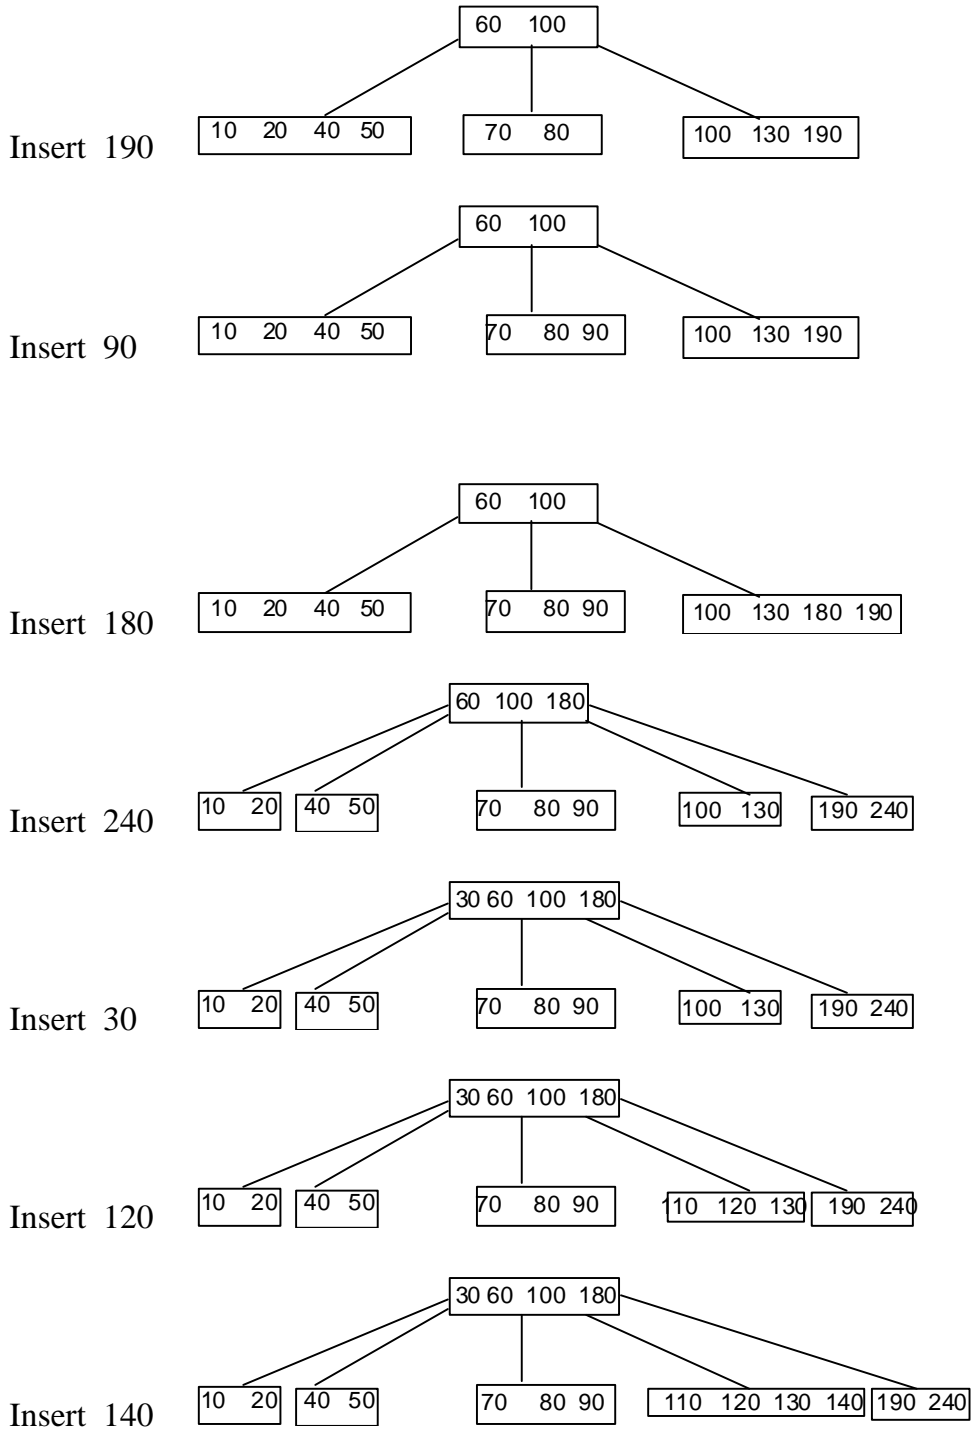 60 100
10 20 40 50 70 80 100 130 190
Insert 190
60 100
10 20 40 50 70 80 90 100 130 190
Insert 90
60 100
10 20 40 50 70 80 90 100 130 180 190
Insert 180
60 100 180
10 20 40 50 70 80 90 100 130 190 240
Insert 240
30 60 100 180
10 20 40 50 70 80 90 100 130 190 240
Insert 30
30 60 100 180
10 20 40 50 70 80 90 110 120 130 190 240
Insert 120
30 60 100 180
10 20 40 50 70 80 90 110 120 130 140 190 240
Insert 140